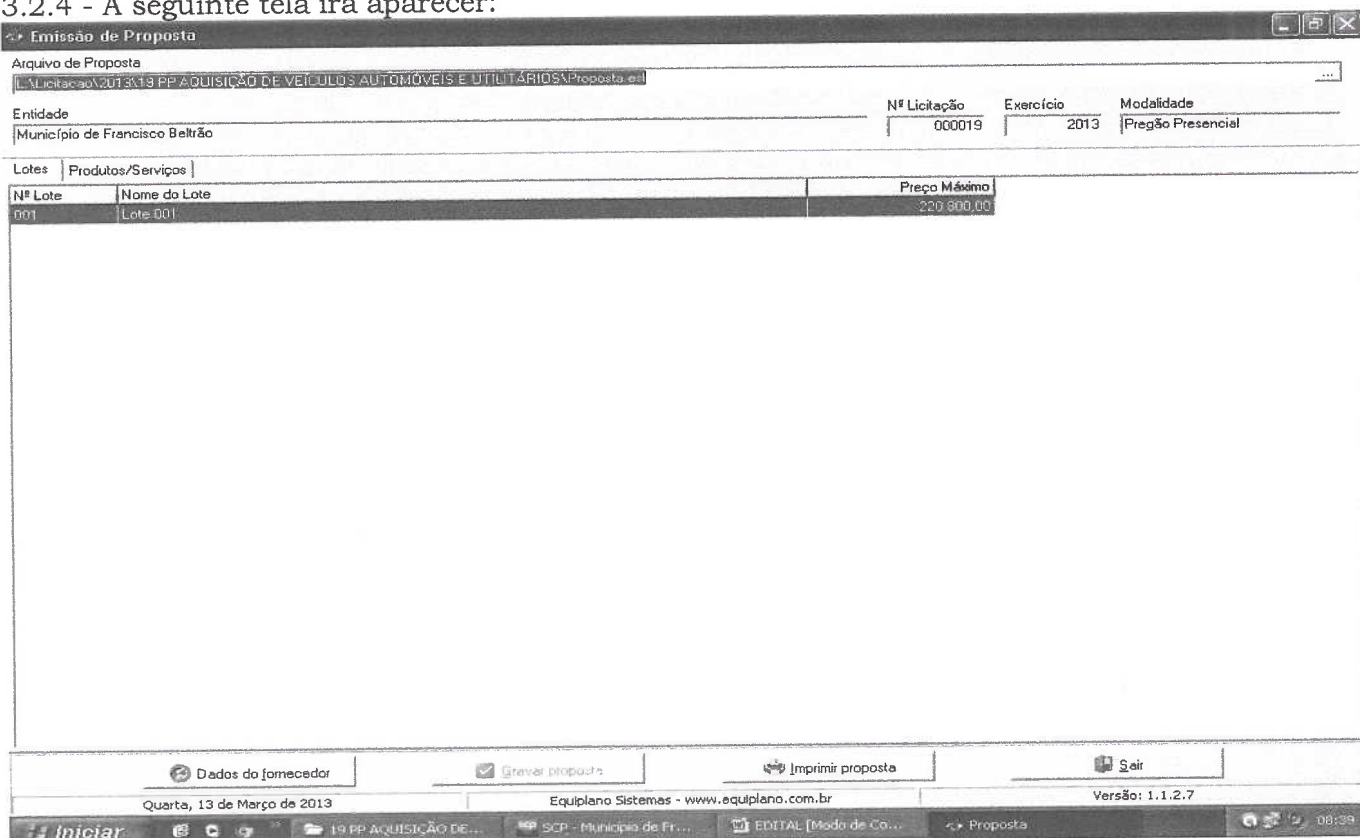 3.2.4 - A seguinte tela irá aparecer:
Emissão de Proposta
Arquivo de Proposta
L:\Licitacao\2013\19 PP AQUISIÇÃO DE VEÍCULOS AUTOMÓVEIS E UTILITÁRIOS\Proposta.esl
...
Entidade Nº Licitação Exercício Modalidade
Município de Francisco Beltrão 000019 2013 Pregão Presencial
Lotes Produtos/Serviços
Nº Lote Nome do Lote Preço Máximo
001 Lote 001 220.800,00
Dados do fornecedor Gravar proposta Imprimir proposta Sair
Quarta, 13 de Março de 2013 Equiplano Sistemas - www.equiplano.com.br Versão: 1.1.2.7
Iniciar 19 PP AQUISIÇÃO DE... SCP - Município de Fr... EDITAL [Modo de Co... Proposta 08:39